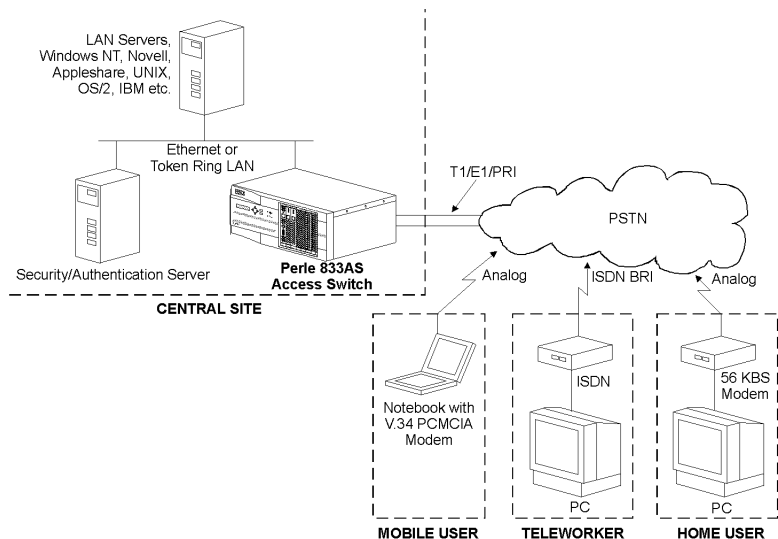 LAN Servers,
Windows NT, Novell,
Appleshare, UNIX,
OS/2, IBM etc.
Ethernet or
Token Ring LAN
Security/Authentication Server
Perle 833AS
Access Switch
CENTRAL SITE
T1/E1/PRI
PSTN
Analog
ISDN BRI
Analog
Notebook with
V.34 PCMCIA
Modem
MOBILE USER
ISDN
PC
TELEWORKER
56 KBS
Modem
PC
HOME USER